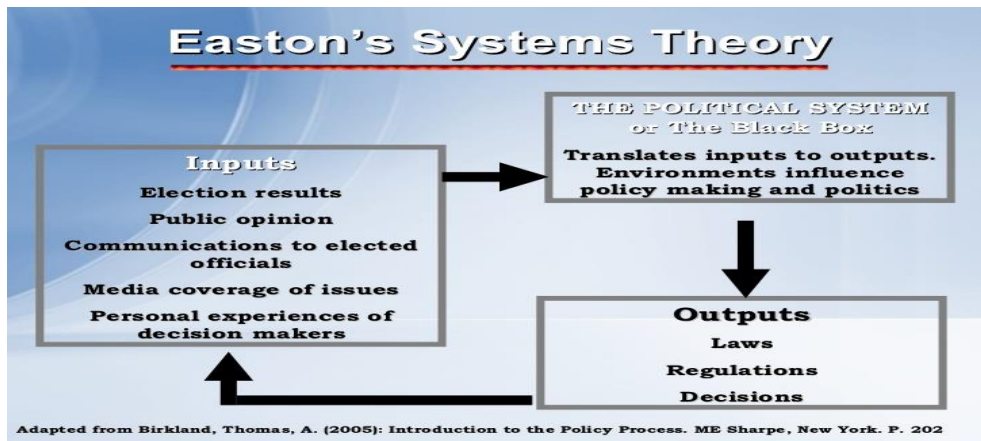 Easton's Systems Theory
Inputs
Election results
Public opinion
Communications to elected
officials
Media coverage of issues
Personal experiences of
decision makers
THE POLITICAL SYSTEM
or The Black Box
Translates inputs to outputs.
Environments influence
policy making and politics
Outputs
Laws
Regulations
Decisions
Adapted from Birkland, Thomas, A. (2005): Introduction to the Policy Process. ME Sharpe, New York. P. 202